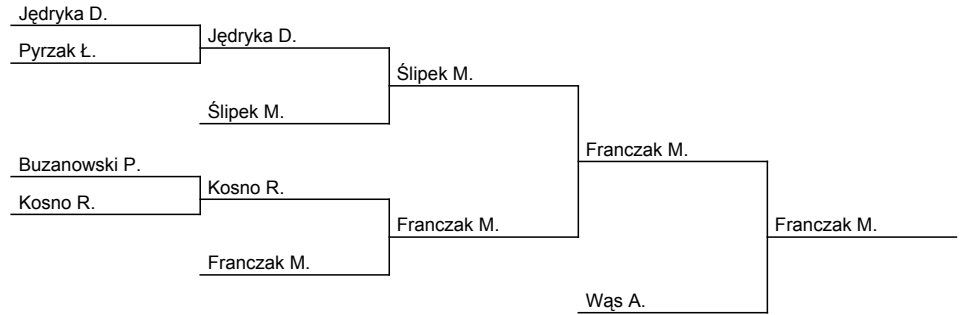 Jędryka D.
Jędryka D.
Pyrzak Ł.
Ślipek M.
Ślipek M.
Franczak M.
Buzanowski P.
Kosno R.
Kosno R.
Franczak M.
Franczak M.
Franczak M.
Wąs A.